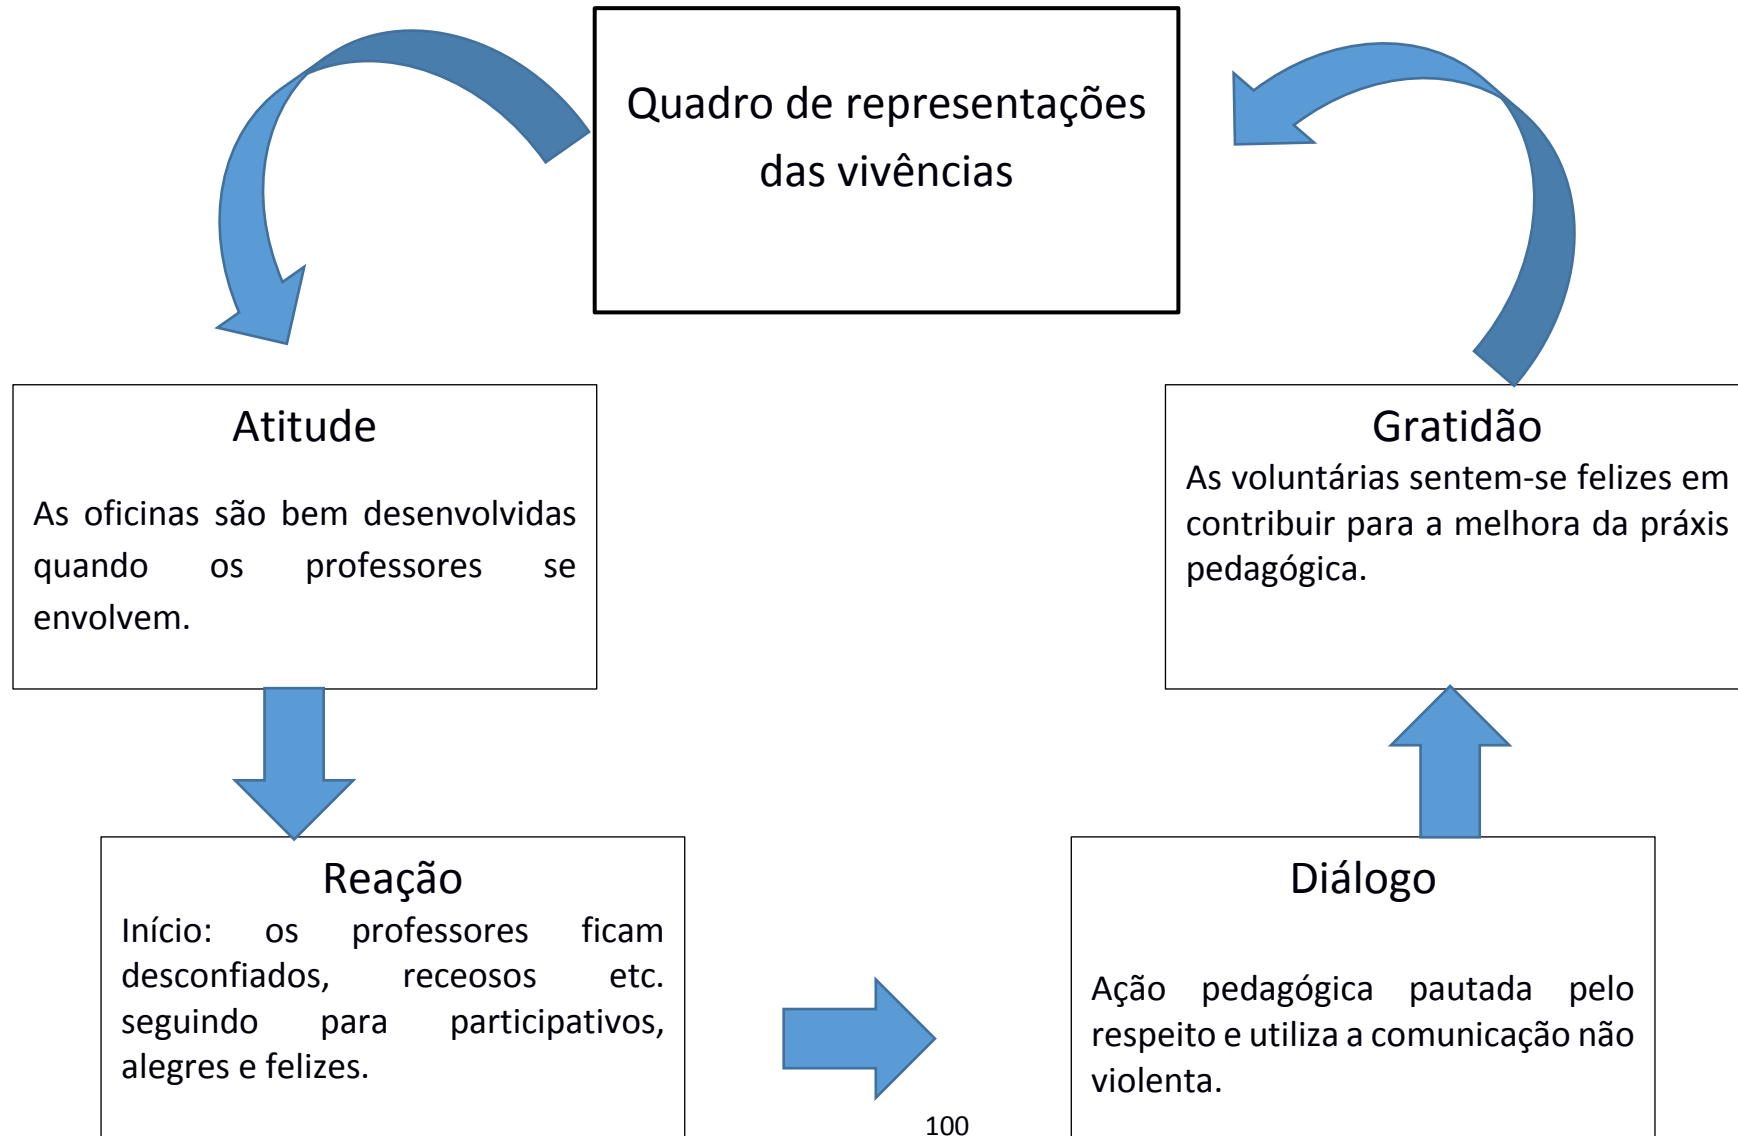 Quadro de representações
das vivências
Atitude
As oficinas são bem desenvolvidas
quando os professores se
envolvem.
Gratidão
As voluntárias sentem-se felizes em
contribuir para a melhora da práxis
pedagógica.
Reação
Início: os professores ficam
desconfiados, receosos etc.
seguindo para participativos,
alegres e felizes.
Diálogo
Ação pedagógica pautada pelo
respeito e utiliza a comunicação não
violenta.
100